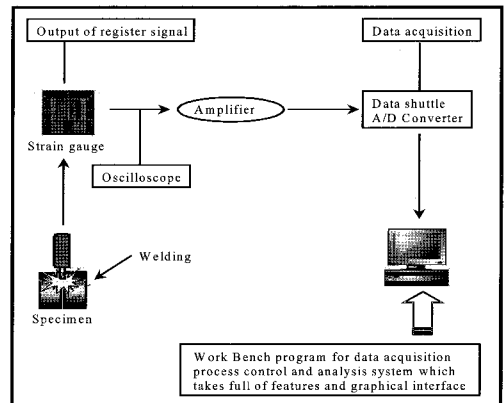 Output of register signal
Data acquisition
Amplifier
Data shuttle
A/D Converter
Strain gauge
Oscilloscope
Welding
Specimen
Work Bench program for data acquisition
process control and analysis system which
takes full of features and graphical interface